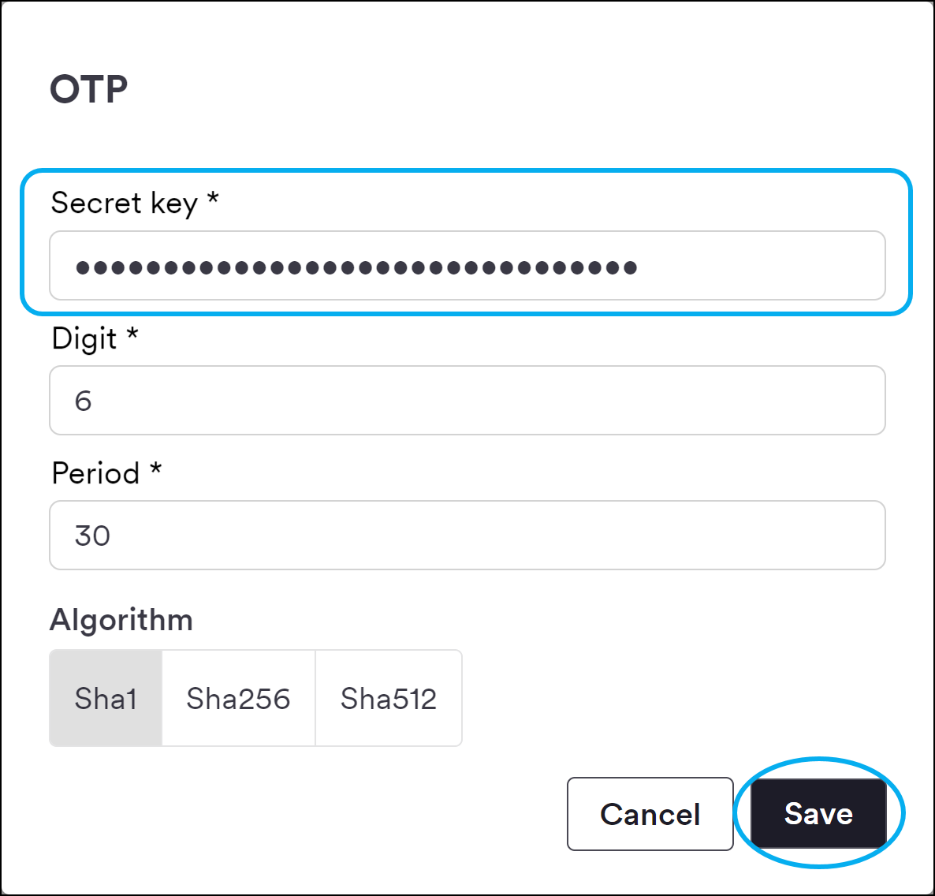 OTP
Secret key *
••••••••••••••••••••••••••••••••
Digit *
6
Period *
30
Algorithm
Sha1 Sha256 Sha512
Cancel Save